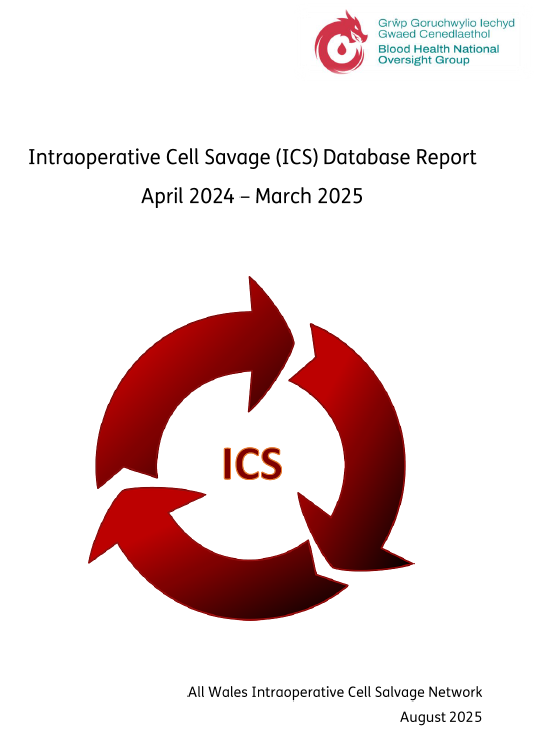 Grŵp Goruchwylio Iechyd
Gwaed Cenedlaethol
Blood Health National
Oversight Group
Intraoperative Cell Savage (ICS) Database Report
April 2024 – March 2025
ICS
All Wales Intraoperative Cell Salvage Network
August 2025